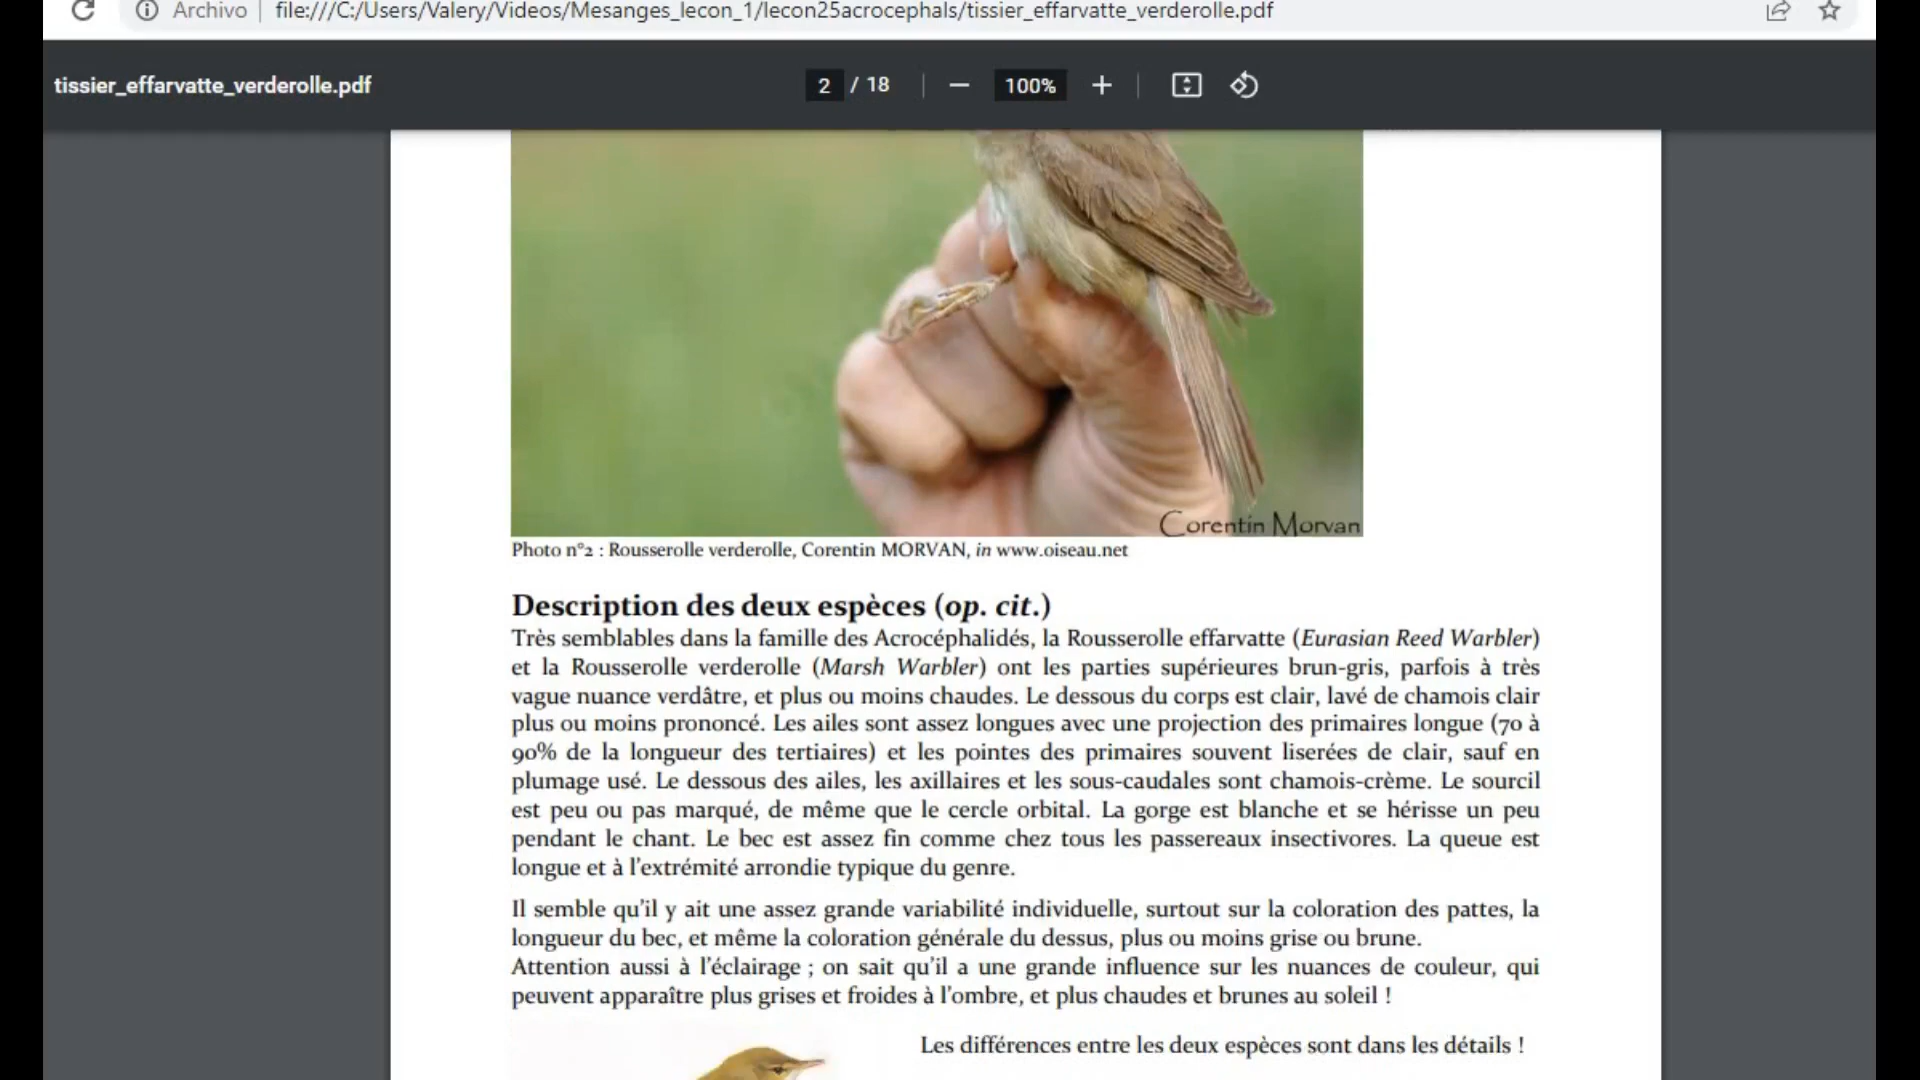 Archivo
file:///C:/Users/Valery/Videos/Mesanges_lecon_1/lecon25acrocephals/tissier_effarvatte_verderolle.pdf
tissier_effarvatte_verderolle.pdf
2 / 18
100%
Corentin Morvan
Photo n°2 : Rousserolle verderolle, Corentin MORVAN, in www.oiseau.net
Description des deux espèces (op. cit.)
Très semblables dans la famille des Acrocéphalidés, la Rousserolle effarvatte (Eurasian Reed Warbler)
et la Rousserolle verderolle (Marsh Warbler) ont les parties supérieures brun-gris, parfois à très
vague nuance verdâtre, et plus ou moins chaudes. Le dessous du corps est clair, lavé de chamois clair
plus ou moins prononcé. Les ailes sont assez longues avec une projection des primaires longue (70 à
90% de la longueur des tertiaires) et les pointes des primaires souvent liserées de clair, sauf en
plumage usé. Le dessous des ailes, les axillaires et les sous-caudales sont chamois-crème. Le sourcil
est peu ou pas marqué, de même que le cercle orbital. La gorge est blanche et se hérisse un peu
pendant le chant. Le bec est assez fin comme chez tous les passereaux insectivores. La queue est
longue et à l'extrémité arrondie typique du genre.
Il semble qu'il y ait une assez grande variabilité individuelle, surtout sur la coloration des pattes, la
longueur du bec, et même la coloration générale du dessus, plus ou moins grise ou brune.
Attention aussi à l'éclairage ; on sait qu'il a une grande influence sur les nuances de couleur, qui
peuvent apparaître plus grises et froides à l'ombre, et plus chaudes et brunes au soleil !
Les différences entre les deux espèces sont dans les détails !